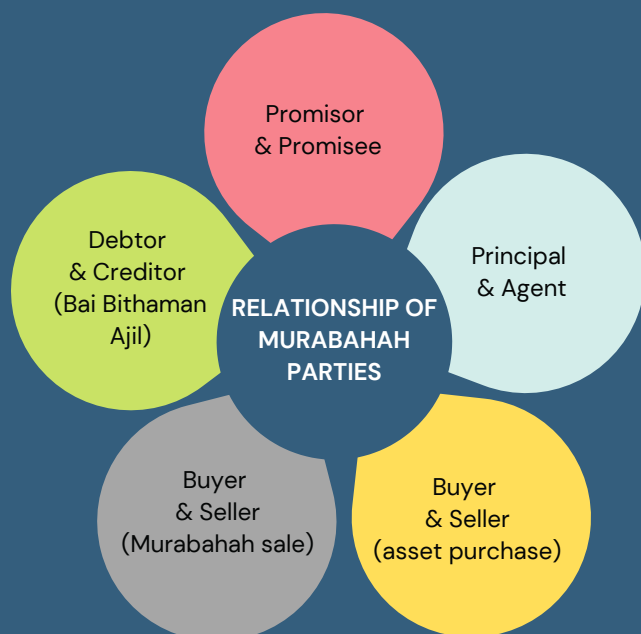 Promisor
& Promisee
Principal
& Agent
Buyer
& Seller
(asset purchase)
Buyer
& Seller
(Murabahah sale)
Debtor
& Creditor
(Bai Bithaman
Ajil)
RELATIONSHIP OF
MURABAHAH
PARTIES